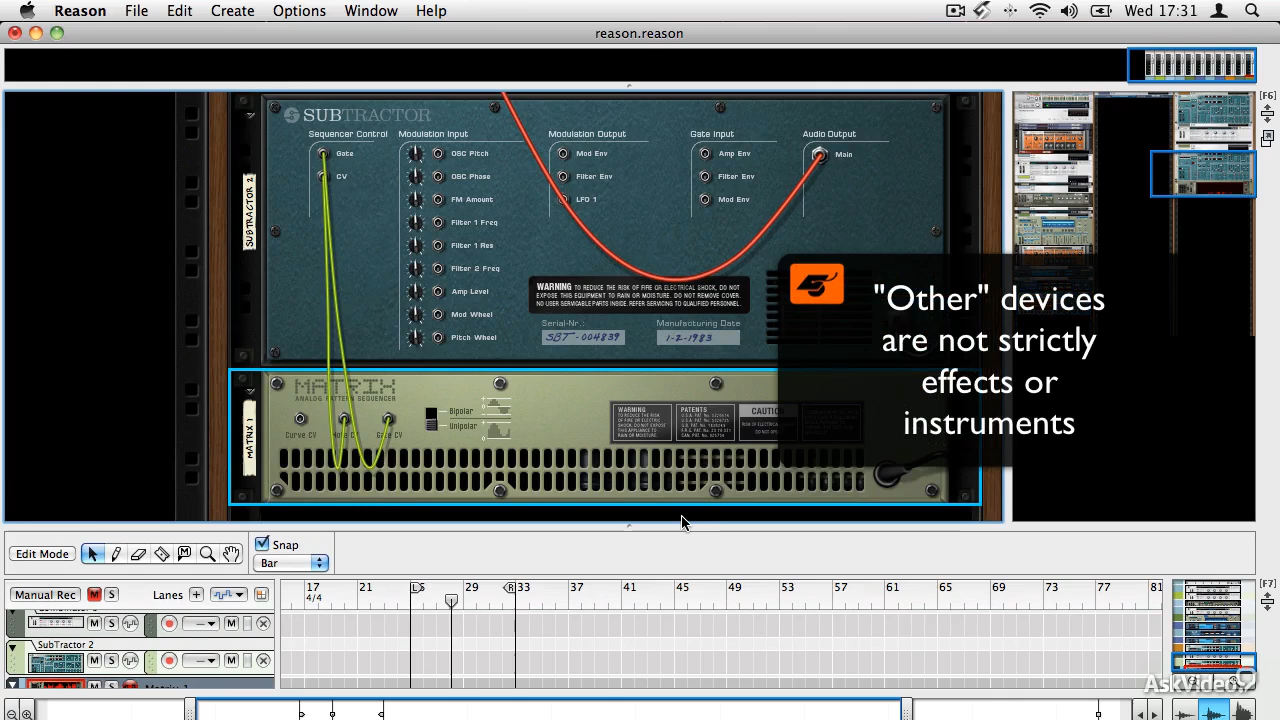 Reason File Edit Create Options Window Help
Wed 17:31
reason.reason
[F6]
SUBTRACTOR
Sequencer Control Modulation Input Modulation Output Gate Input Audio Output
Gate OSC Pitch Mod Env Amp Env Main
CV OSC Phase Filter Env Filter Env
FM Amount LFO 1 Mod Env
Filter 1 Freq
Filter 1 Res
Filter 2 Freq
Amp Level
Mod Wheel
Pitch Wheel
SUBTRACTOR 2
WARNING TO REDUCE THE RISK OF FIRE OR ELECTRICAL SHOCK, DO NOT
EXPOSE THIS EQUIPMENT TO RAIN OR MOISTURE. DO NOT REMOVE COVER.
NO USER SERVICABLE PARTS INSIDE. REFER SERVICING TO QUALIFIED PERSONNEL.
Serial-Nr.: Manufacturing Date
SBT-004839 1-2-1983
"Other" devices
are not strictly
effects or
instruments
MATRIX
ANALOG PATTERN SEQUENCER
MATRIX 1
Curve CV Note CV Gate CV
Bipolar
Unipolar
WARNING PATENTS CAUTION
Edit Mode Snap
Bar
Manual Rec M S Lanes
17 21 25 29 33 37 41 45 49 53 57 61 65 69 73 77 81
4/4
L R
[F7]
M S M
SubTractor 2
M S M
Matrix 1
M S M
AskVideo